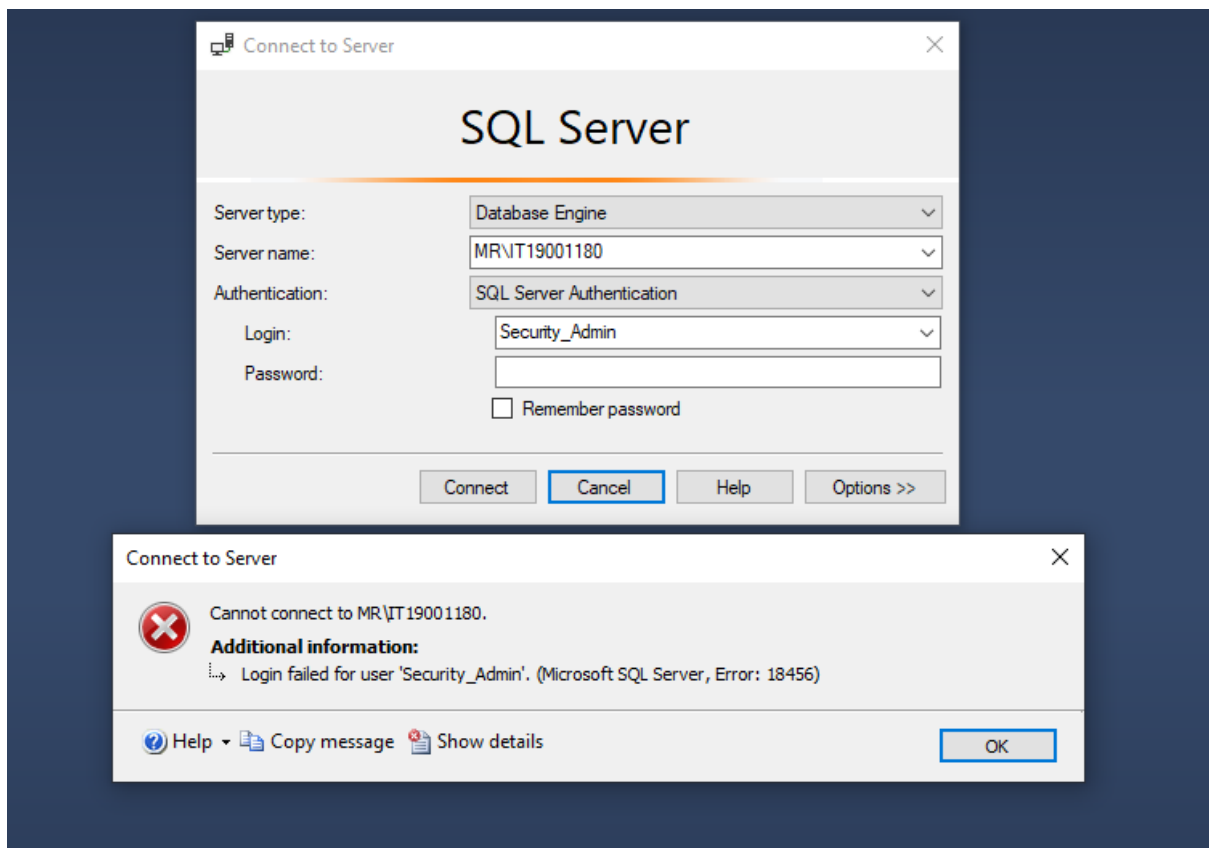 Connect to Server
SQL Server
Server type: Database Engine
Server name: MR\IT19001180
Authentication: SQL Server Authentication
Login: Security_Admin
Password:
Remember password
Connect Cancel Help Options >>
Connect to Server
Cannot connect to MR\IT19001180.
Additional information:
Login failed for user 'Security_Admin'. (Microsoft SQL Server, Error: 18456)
Help Copy message Show details OK